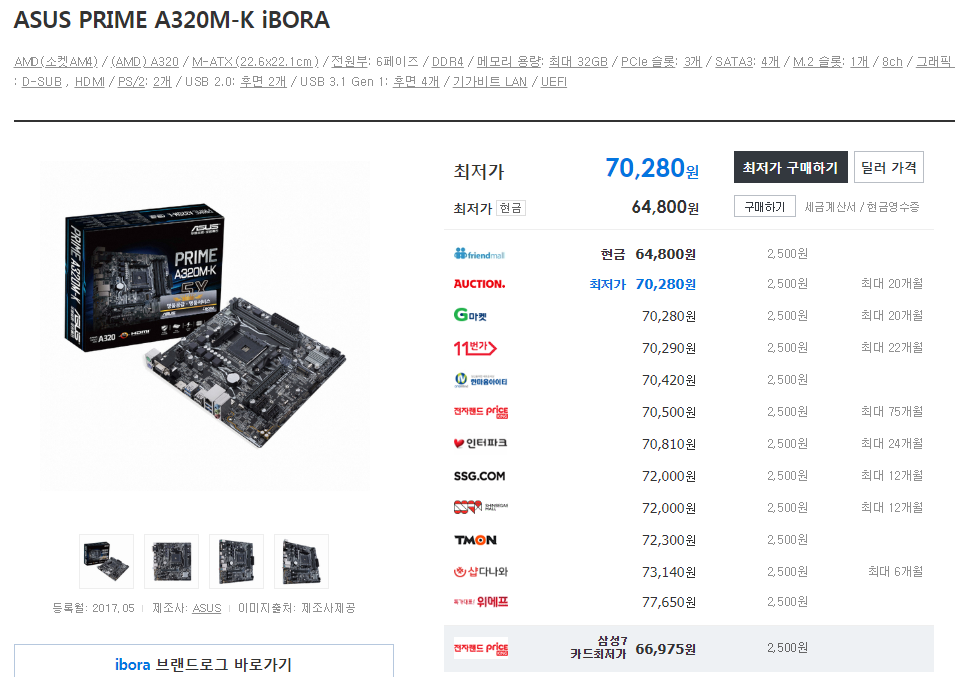 ASUS PRIME A320M-K iBORA
AMD(소켓AM4) / (AMD) A320 / M-ATX (22.6x22.1cm) / 전원부: 6페이즈 / DDR4 / 메모리 용량: 최대 32GB / PCIe 슬롯: 3개 / SATA3: 4개 / M.2 슬롯: 1개 / 8ch / 그래픽
: D-SUB , HDMI / PS/2: 2개 / USB 2.0: 후면 2개 / USB 3.1 Gen 1: 후면 4개 / 기가비트 LAN / UEFI
최저가 70,280원 최저가 구매하기 딜러 가격
최저가 현금 64,800원 구매하기 세금계산서 / 현금영수증
friendmall 현금 64,800원 2,500원
AUCTION. 최저가 70,280원 2,500원 최대 20개월
G마켓 70,280원 2,500원 최대 20개월
11번가 70,290원 2,500원 최대 22개월
한마음아이티 70,420원 2,500원
전자랜드 price 70,500원 2,500원 최대 75개월
인터파크 70,810원 2,500원 최대 24개월
SSG.COM 72,000원 2,500원 최대 12개월
SHINSEGAE MALL 72,000원 2,500원 최대 12개월
TMON 72,300원 2,500원
샵다나와 73,140원 2,500원 최대 6개월
특가대표! 위메프 77,650원 2,500원
전자랜드 price 삼성7 카드최저가 66,975원 2,500원
PRIME A320M-K
ASUS
ASUS
PRIME
A320M-K
A320 HDMI
등록월: 2017.05 제조사: ASUS 이미지출처: 제조사제공
ibora 브랜드로그 바로가기